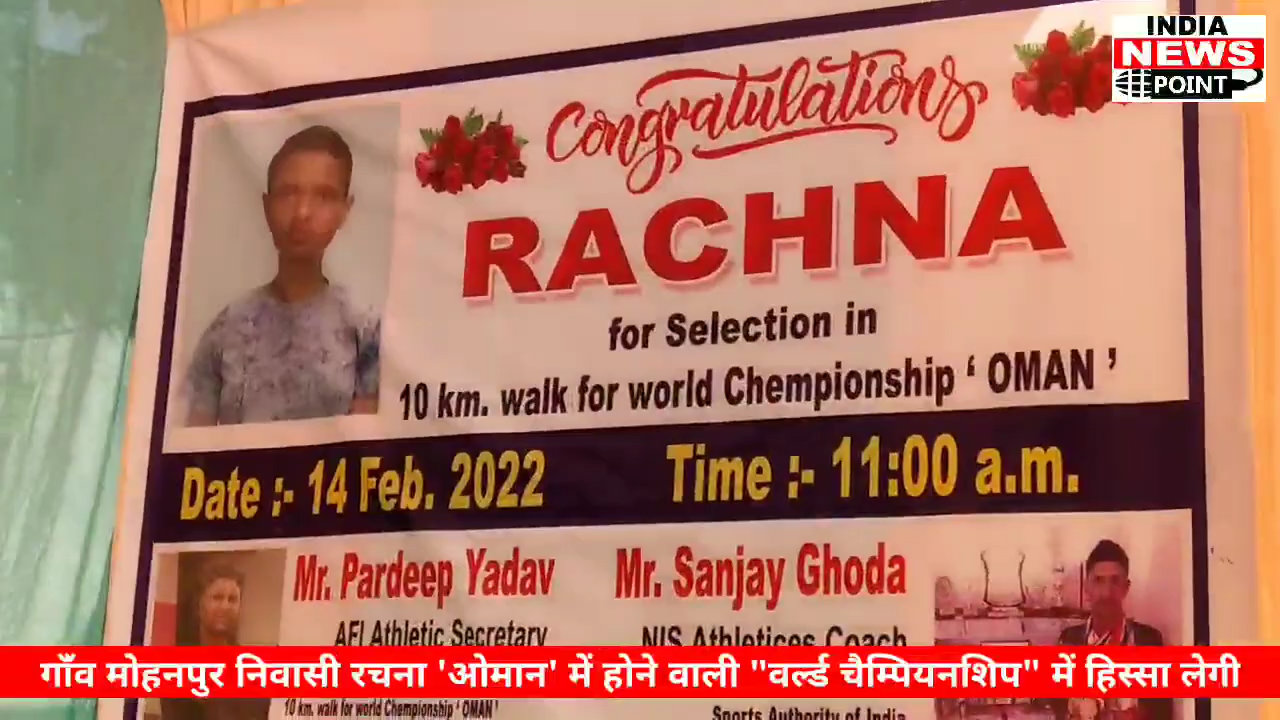 INDIA
NEWS
POINT
Congratulations
RACHNA
for Selection in
10 km. walk for world Chempionship ‘ OMAN ’
Date :- 14 Feb. 2022 Time :- 11:00 a.m.
Mr. Pardeep Yadav Mr. Sanjay Ghoda
AFI Athletic Secretary NIS Athletices Coach
गाँव मोहनपुर निवासी रचना 'ओमान' में होने वाली "वर्ल्ड चैम्पियनशिप" में हिस्सा लेगी
10 km. walk for world Chempionship ‘ OMAN ’ Sports Authority of India